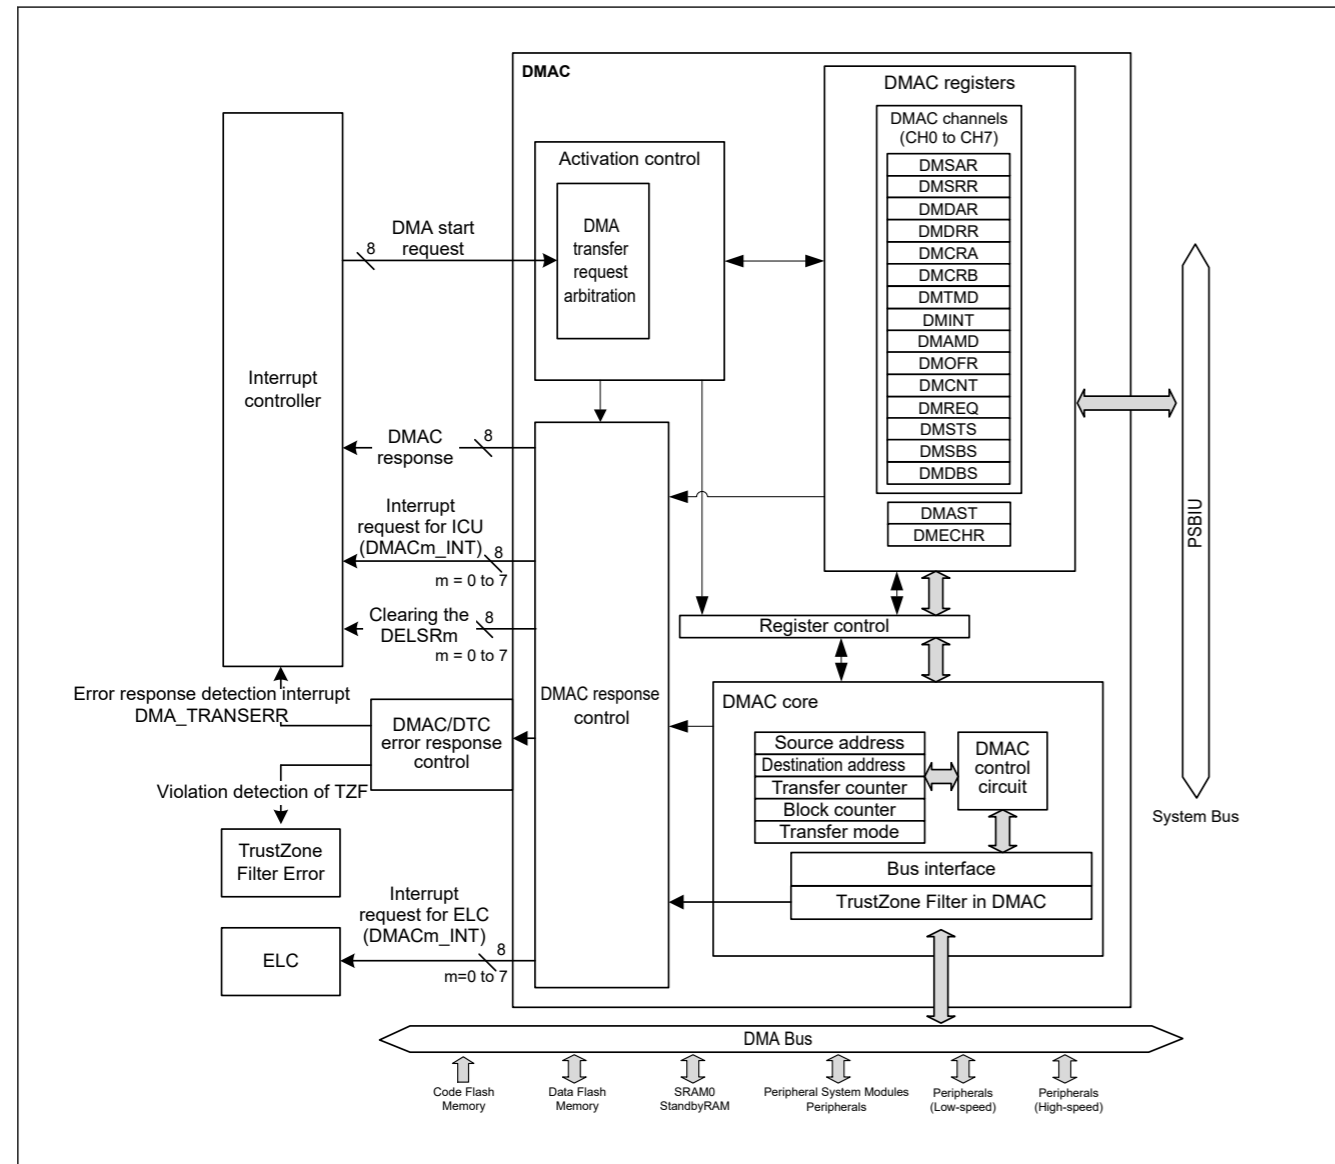 DMAC
DMAC registers
DMAC channels
(CH0 to CH7)
DMSAR
DMSRR
DMDAR
DMDRR
DMCRA
DMCRB
DMTMD
DMINT
DMAMD
DMOFR
DMCNT
DMREQ
DMSTS
DMSBS
DMDBS
DMAST
DMECHR
Activation control
DMA
transfer
request
arbitration
DMA start
request
8
Interrupt
controller
DMAC
response
8
Interrupt
request for ICU
(DMACm_INT)
8
m = 0 to 7
Clearing the
DELSRm
8
m = 0 to 7
Error response detection interrupt
DMA_TRANSERR
DMAC/DTC
error response
control
Violation detection of TZF
TrustZone
Filter Error
Interrupt
request for ELC
(DMACm_INT)
8
m=0 to 7
ELC
DMAC response
control
Register control
DMAC core
Source address
Destination address
Transfer counter
Block counter
Transfer mode
DMAC
control
circuit
Bus interface
TrustZone Filter in DMAC
PSBIU
System Bus
DMA Bus
Code Flash
Memory
Data Flash
Memory
SRAM0
StandbyRAM
Peripheral System Modules
Peripherals
Peripherals
(Low-speed)
Peripherals
(High-speed)